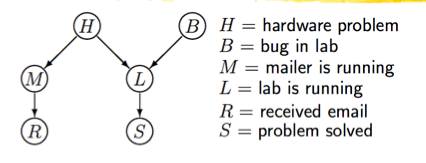 H B H = hardware problem
B = bug in lab
M L M = mailer is running
L = lab is running
R S R = received email
S = problem solved